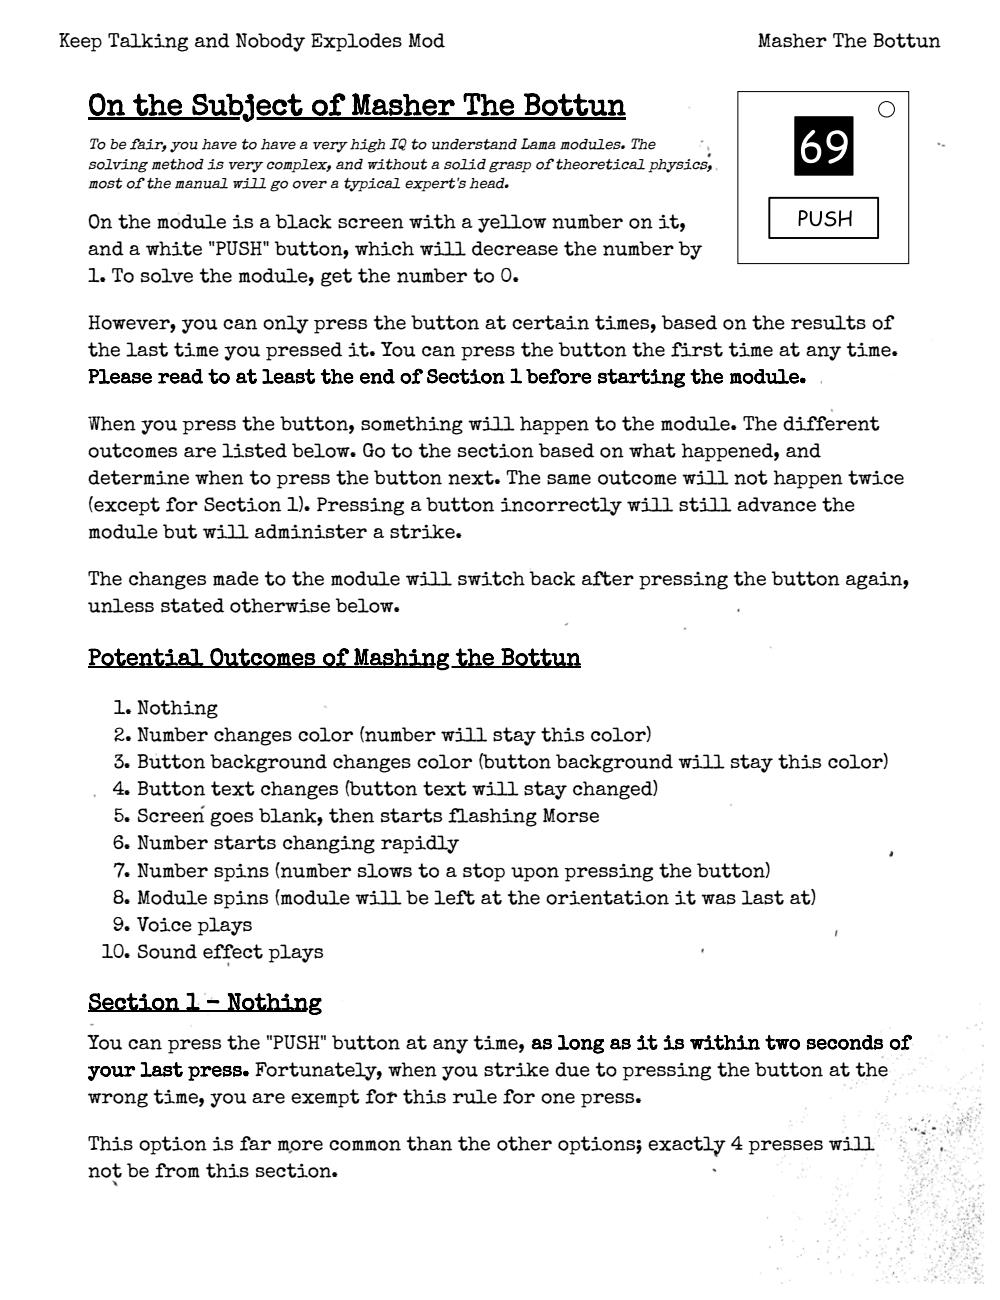 Keep Talking and Nobody Explodes Mod
Masher The Bottun
On the Subject of Masher The Bottun
To be fair, you have to have a very high IQ to understand Lama modules. The
solving method is very complex, and without a solid grasp of theoretical physics,
most of the manual will go over a typical expert's head.
69
PUSH
On the module is a black screen with a yellow number on it,
and a white "PUSH" button, which will decrease the number by
1. To solve the module, get the number to 0.
However, you can only press the button at certain times, based on the results of
the last time you pressed it. You can press the button the first time at any time.
Please read to at least the end of Section 1 before starting the module.
When you press the button, something will happen to the module. The different
outcomes are listed below. Go to the section based on what happened, and
determine when to press the button next. The same outcome will not happen twice
(except for Section 1). Pressing a button incorrectly will still advance the
module but will administer a strike.
The changes made to the module will switch back after pressing the button again,
unless stated otherwise below.
Potential Outcomes of Mashing the Bottun
1. Nothing
2. Number changes color (number will stay this color)
3. Button background changes color (button background will stay this color)
4. Button text changes (button text will stay changed)
5. Screen goes blank, then starts flashing Morse
6. Number starts changing rapidly
7. Number spins (number slows to a stop upon pressing the button)
8. Module spins (module will be left at the orientation it was last at)
9. Voice plays
10. Sound effect plays
Section 1 – Nothing
You can press the "PUSH" button at any time, as long as it is within two seconds of
your last press. Fortunately, when you strike due to pressing the button at the
wrong time, you are exempt for this rule for one press.
This option is far more common than the other options; exactly 4 presses will
not be from this section.